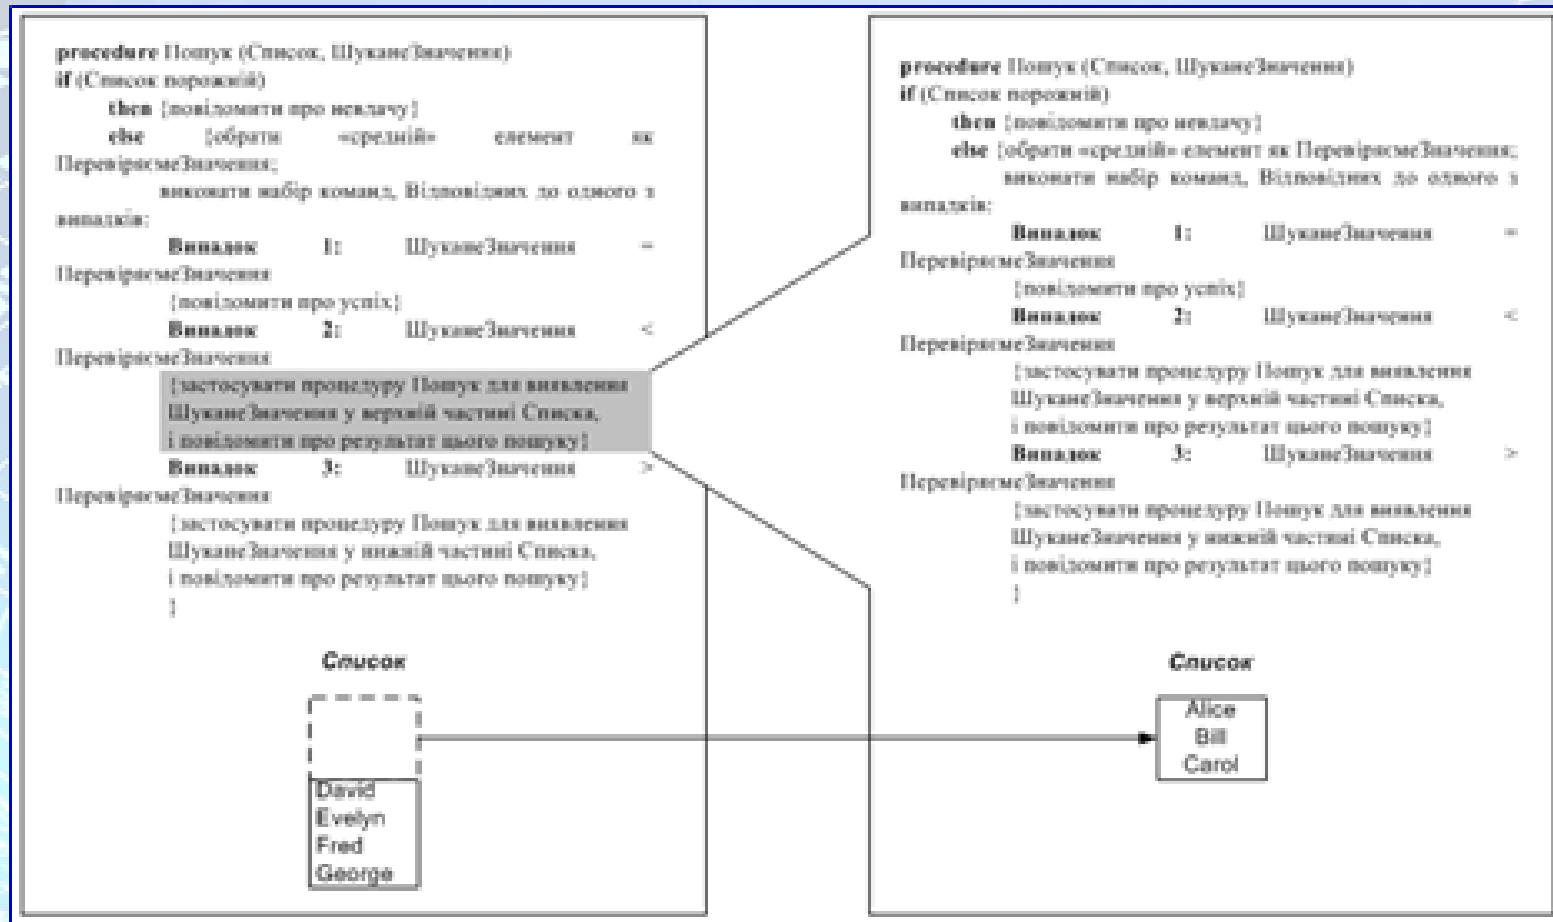 procedure Пошук (Список, ШуканеЗначення)
if (Список порожній)
then {повідомити про невдачу}
else {обрати «средній» елемент як
ПеревіряємеЗначення;
виконати набір команд, Відповідних до одного з
випадків:
Випадок 1: ШуканеЗначення =
ПеревіряємеЗначення
{повідомити про успіх}
Випадок 2: ШуканеЗначення <
ПеревіряємеЗначення
{застосувати процедуру Пошук для виявлення
ШуканеЗначення у верхній частині Списка,
і повідомити про результат цього пошуку}
Випадок 3: ШуканеЗначення >
ПеревіряємеЗначення
{застосувати процедуру Пошук для виявлення
ШуканеЗначення у нижній частині Списка,
і повідомити про результат цього пошуку}
}
Список
David
Evelyn
Fred
George
procedure Пошук (Список, ШуканеЗначення)
if (Список порожній)
then {повідомити про невдачу}
else {обрати «средній» елемент як ПеревіряємеЗначення;
виконати набір команд, Відповідних до одного з
випадків:
Випадок 1: ШуканеЗначення =
ПеревіряємеЗначення
{повідомити про успіх}
Випадок 2: ШуканеЗначення <
ПеревіряємеЗначення
{застосувати процедуру Пошук для виявлення
ШуканеЗначення у верхній частині Списка,
і повідомити про результат цього пошуку}
Випадок 3: ШуканеЗначення >
ПеревіряємеЗначення
{застосувати процедуру Пошук для виявлення
ШуканеЗначення у нижній частині Списка,
і повідомити про результат цього пошуку}
}
Список
Alice
Bill
Carol